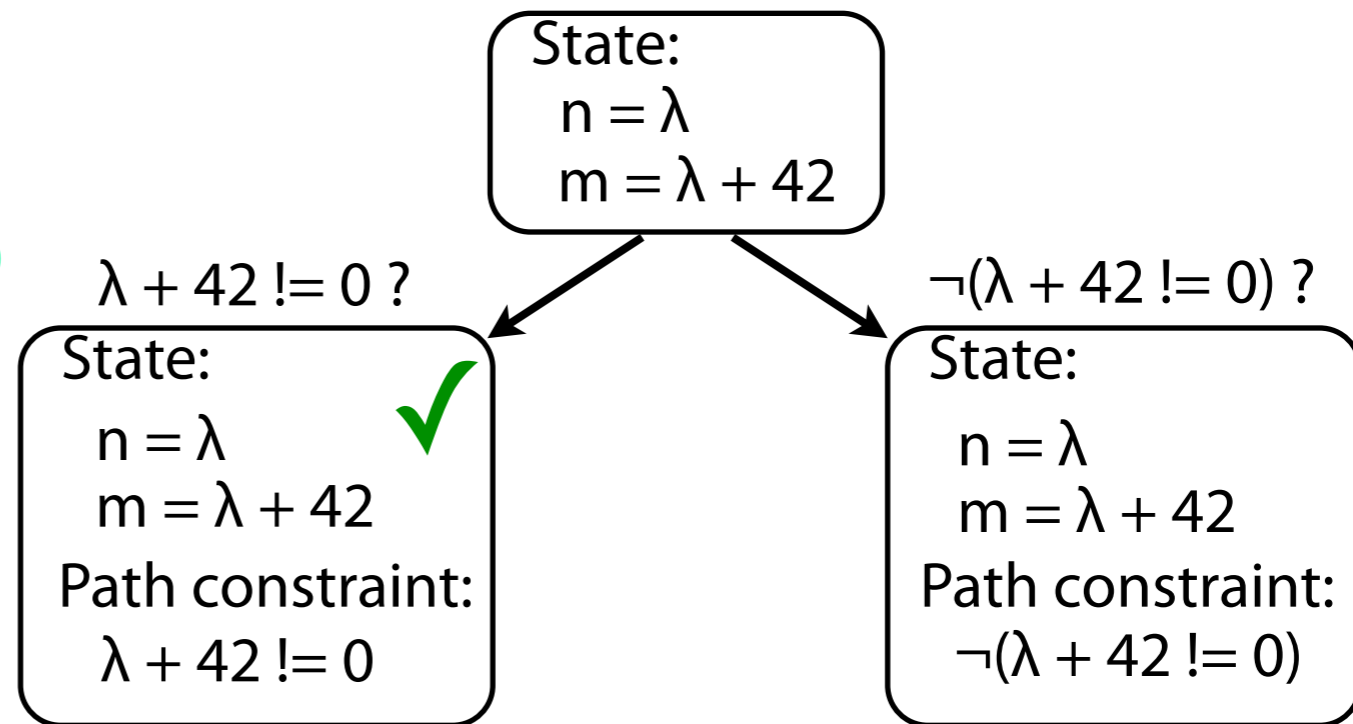 State:
n = λ
m = λ + 42
λ + 42 != 0 ?
¬(λ + 42 != 0) ?
State:
n = λ
m = λ + 42
Path constraint:
λ + 42 != 0
State:
n = λ
m = λ + 42
Path constraint:
¬(λ + 42 != 0)